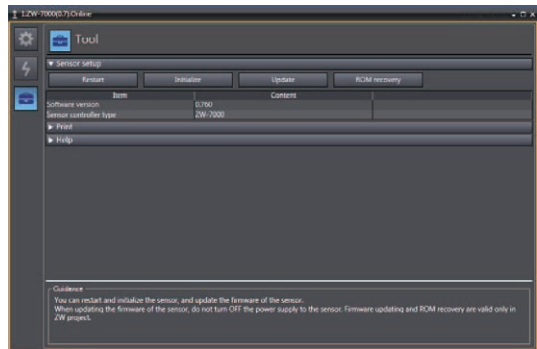 1.ZW-7000(0.7):Online
Tool
▼ Sensor setup
Restart Initialize Update ROM recovery
Item Content
Software version 0.760
Sensor controller type ZW-7000
▶ Print
▶ Help
Guidance
You can restart and initialize the sensor, and update the firmware of the sensor.
When updating the firmware of the sensor, do not turn OFF the power supply to the sensor. Firmware updating and ROM recovery are valid only in
ZW project.